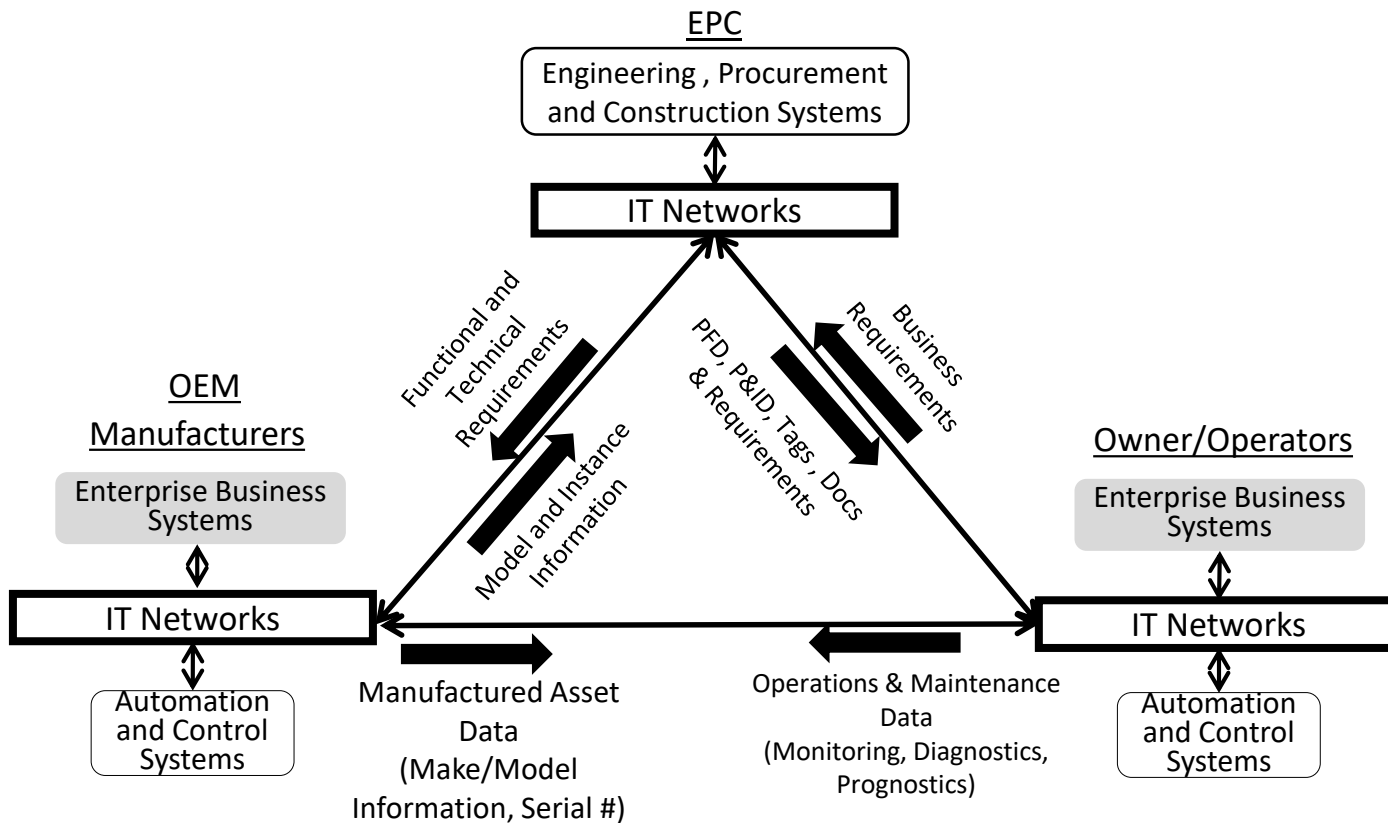 EPC
Engineering , Procurement
and Construction Systems
IT Networks
Functional and
Technical
Requirements
Model and Instance
Information
PFD, P&ID, Tags , Docs
& Requirements
Business
Requirements
OEM
Manufacturers
Enterprise Business
Systems
IT Networks
Automation
and Control
Systems
Owner/Operators
Enterprise Business
Systems
IT Networks
Automation
and Control
Systems
Manufactured Asset
Data
(Make/Model
Information, Serial #)
Operations & Maintenance
Data
(Monitoring, Diagnostics,
Prognostics)